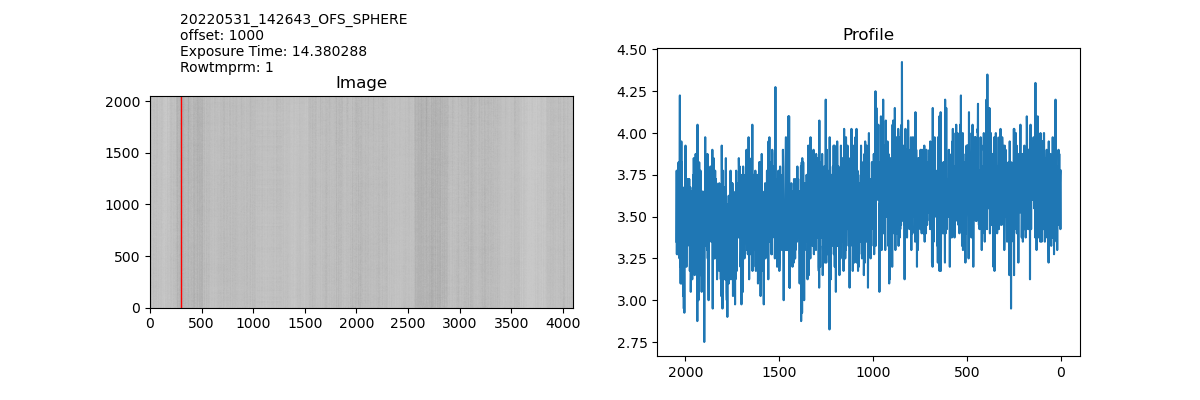 20220531_142643_OFS_SPHERE
offset: 1000
Exposure Time: 14.380288
Rowtmprm: 1
Image
2000
1500
1000
500
0
0 500 1000 1500 2000 2500 3000 3500 4000
Profile
4.50
4.25
4.00
3.75
3.50
3.25
3.00
2.75
2000 1500 1000 500 0